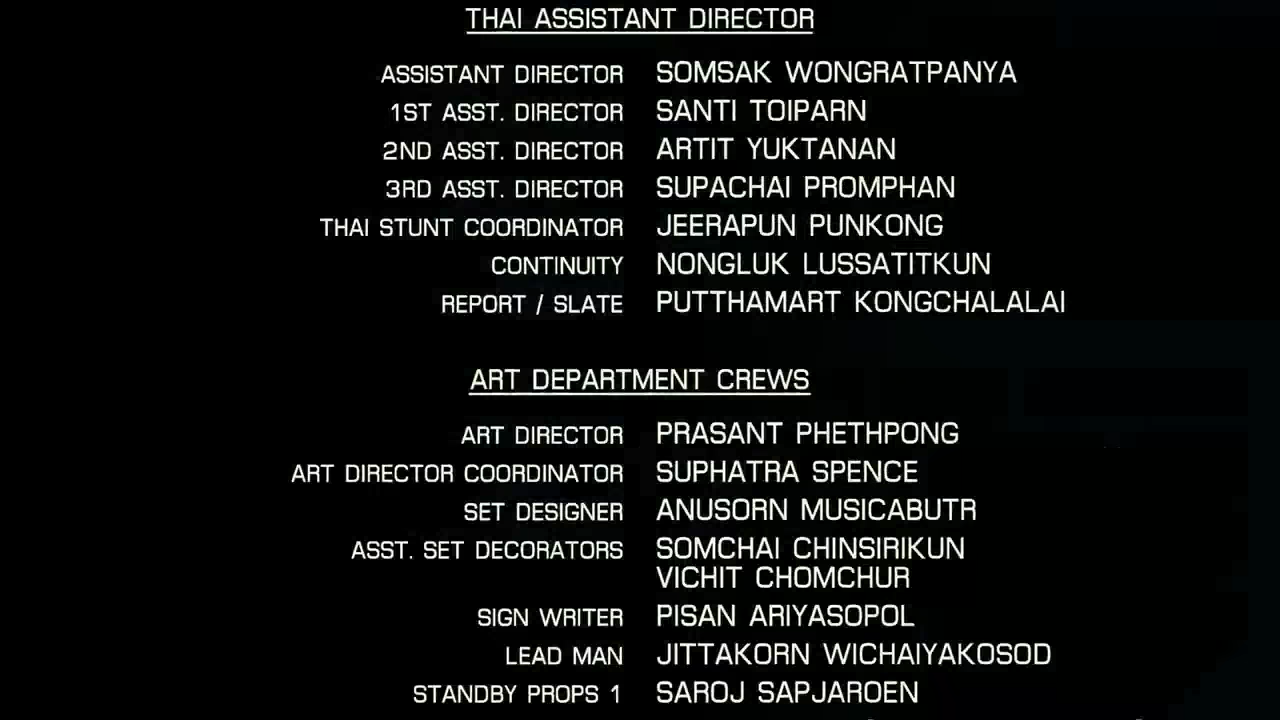 THAI ASSISTANT DIRECTOR
ASSISTANT DIRECTOR SOMSAK WONGRATPANYA
1ST ASST. DIRECTOR SANTI TOIPARN
2ND ASST. DIRECTOR ARTIT YUKTANAN
3RD ASST. DIRECTOR SUPACHAI PROMPHAN
THAI STUNT COORDINATOR JEERAPUN PUNKONG
CONTINUITY NONGLUK LUSSATITKUN
REPORT / SLATE PUTTHAMART KONGCHALALAI
ART DEPARTMENT CREWS
ART DIRECTOR PRASANT PHETHPONG
ART DIRECTOR COORDINATOR SUPHATRA SPENCE
SET DESIGNER ANUSORN MUSICABUTR
ASST. SET DECORATORS SOMCHAI CHINSIRIKUN
VICHIT CHOMCHUR
SIGN WRITER PISAN ARIYASOPOL
LEAD MAN JITTAKORN WICHAIYAKOSOD
STANDBY PROPS 1 SAROJ SAPJAROEN